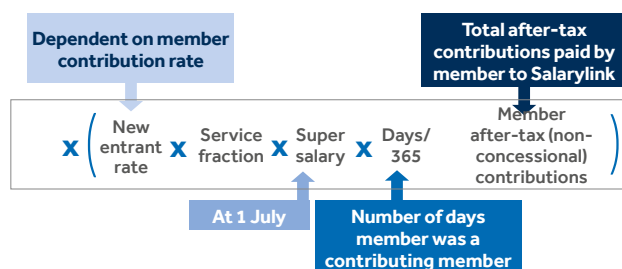 Dependent on member
contribution rate
Total after-tax
contributions paid by
member to Salarylink
x ( New
entrant
rate
x Service
fraction
x Super
salary
x Days/
365
Member
after-tax (non-
concessional)
contributions )
At 1 July
Number of days
member was a
contributing member